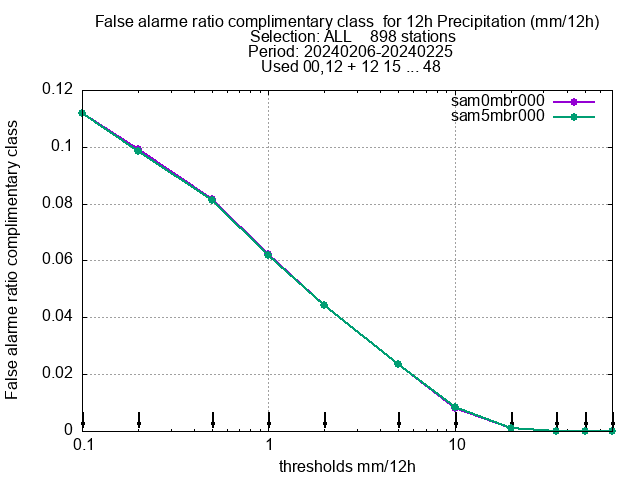 False alarme ratio complimentary class  for 12h Precipitation (mm/12h)
Selection: ALL    898 stations
Period: 20240206-20240225
Used 00,12 + 12 15 ... 48
sam0mbr000
sam5mbr000
False alarme ratio complimentary class
0.12
0.1
0.08
0.06
0.04
0.02
0
0.1
1
10
thresholds mm/12h